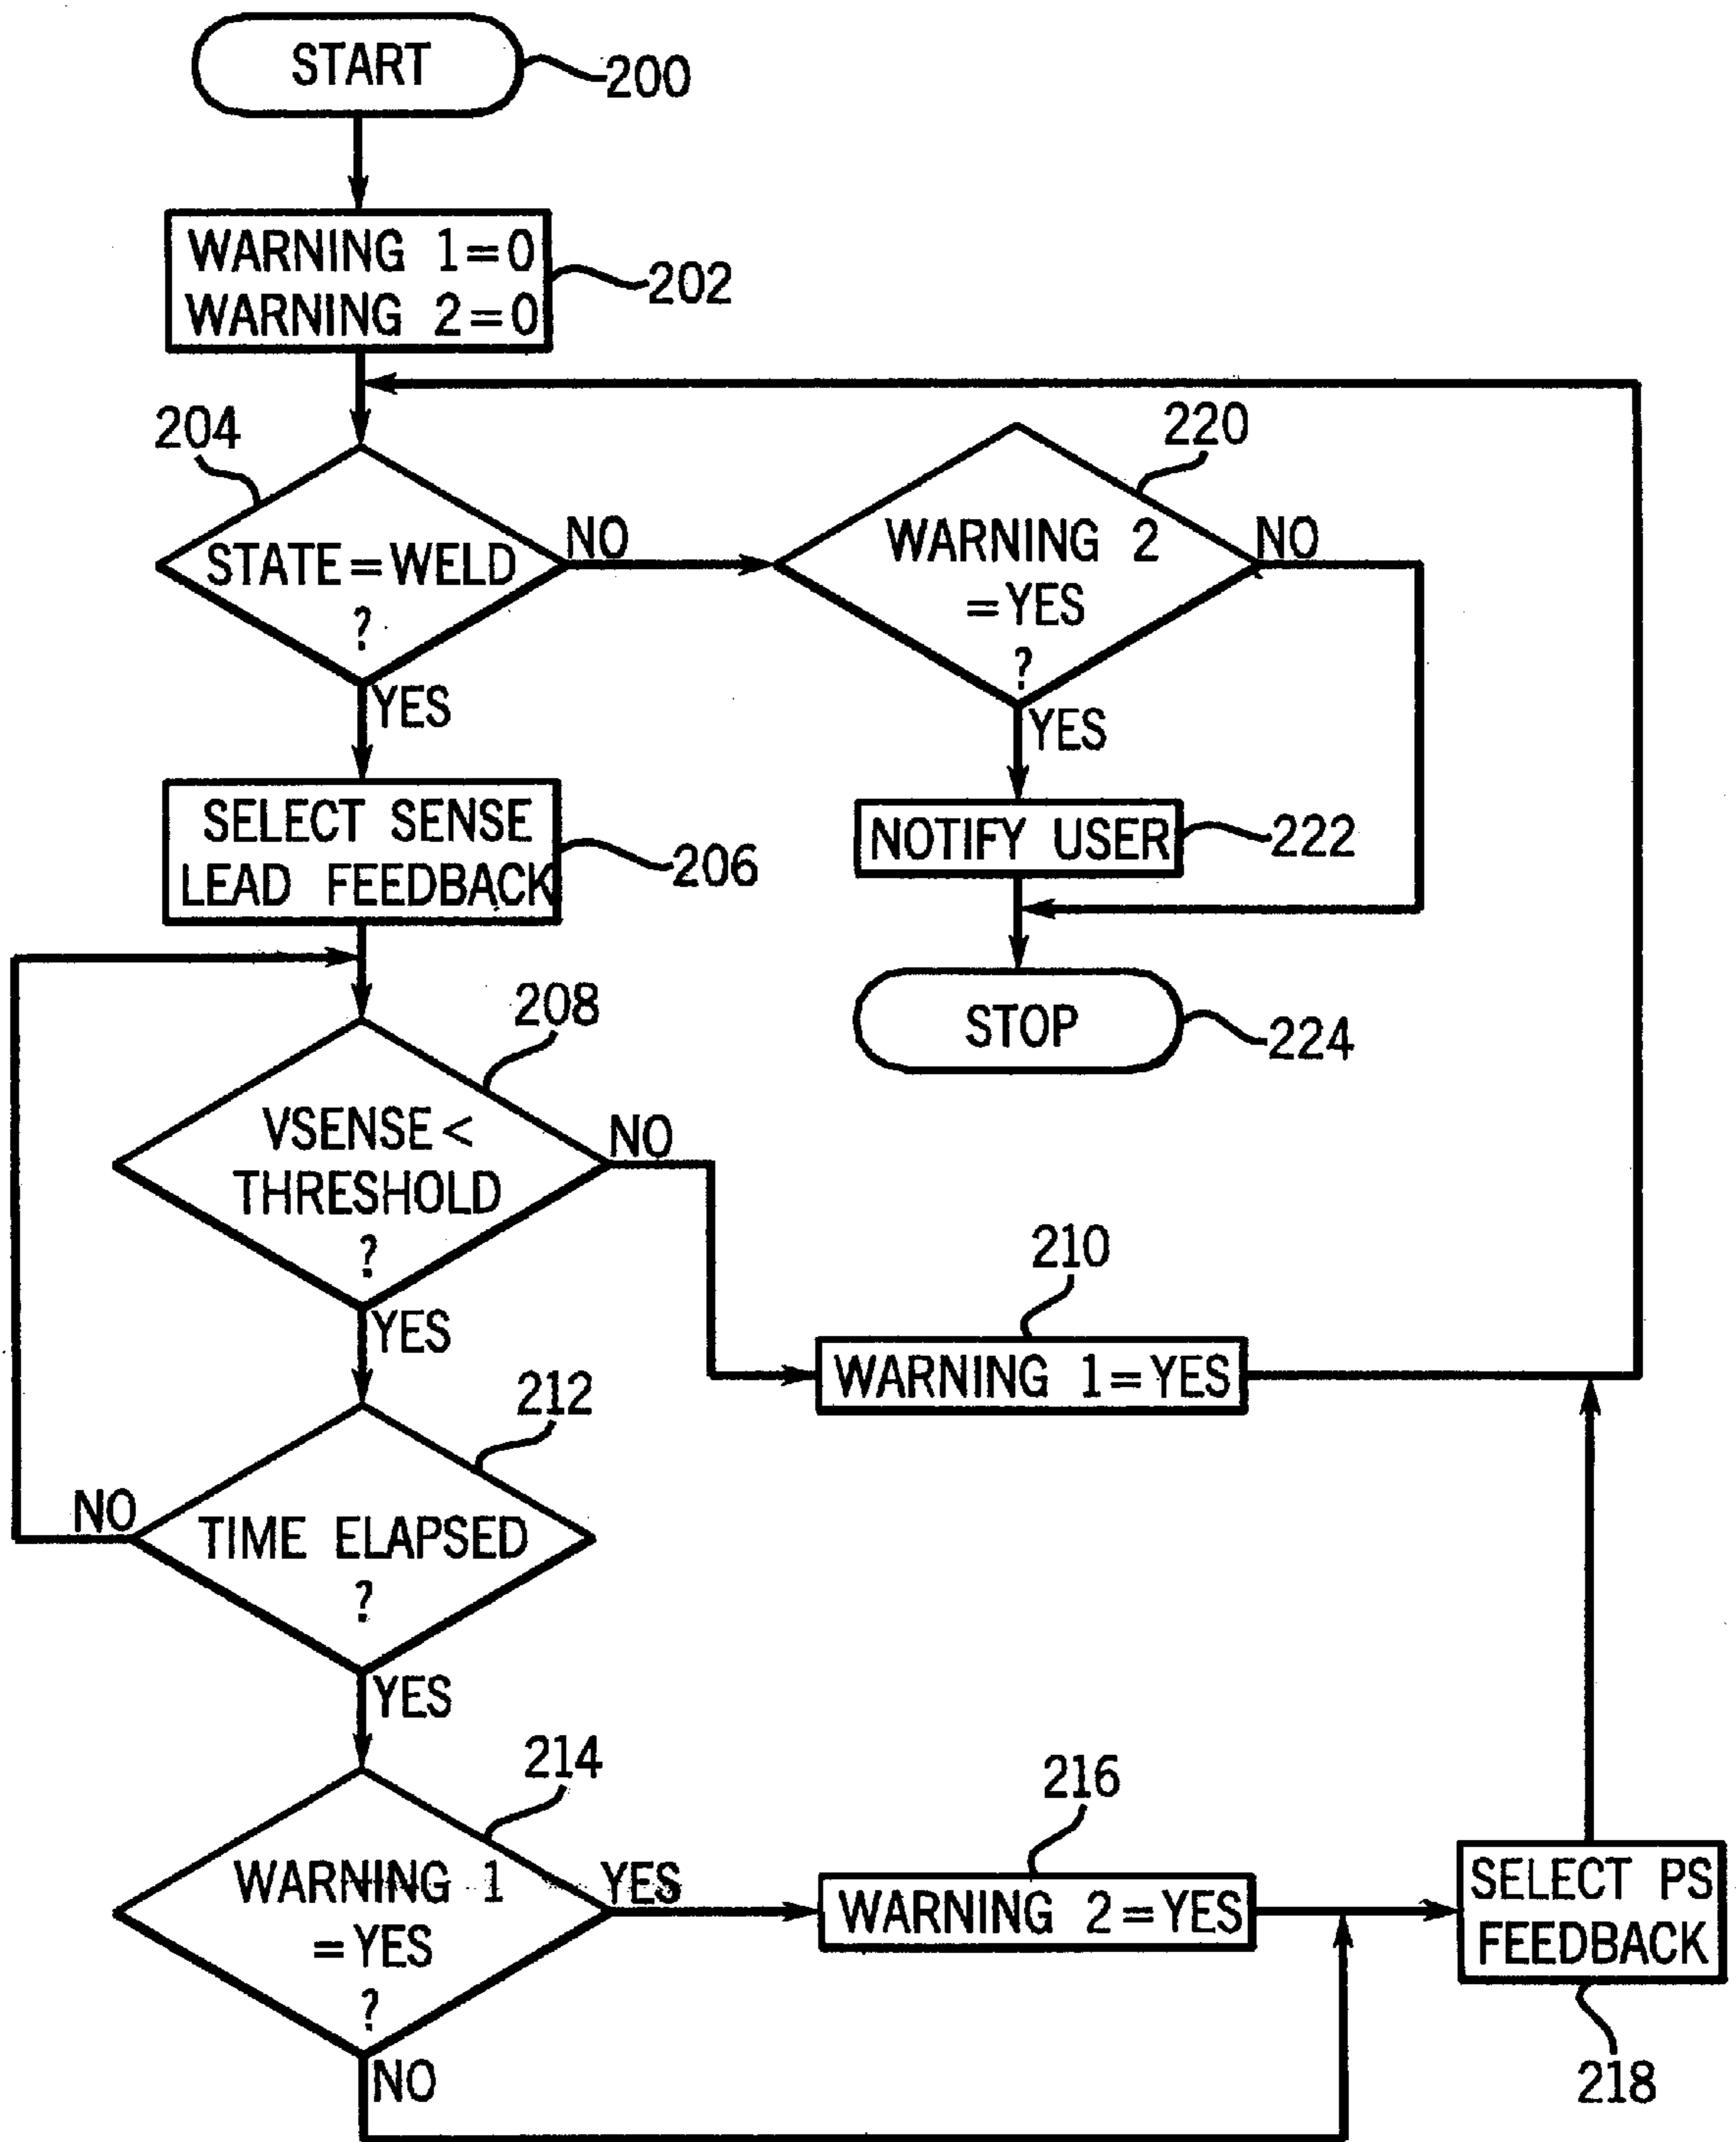 START
200
WARNING 1=0
WARNING 2=0
202
204
STATE=WELD
?
NO
YES
220
WARNING 2
=YES
?
NO
YES
SELECT SENSE
LEAD FEEDBACK
206
NOTIFY USER
222
STOP
224
208
VSENSE<
THRESHOLD
?
NO
YES
210
WARNING 1=YES
212
TIME ELAPSED
?
NO
YES
214
WARNING 1
=YES
?
YES
NO
216
WARNING 2=YES
SELECT PS
FEEDBACK
218